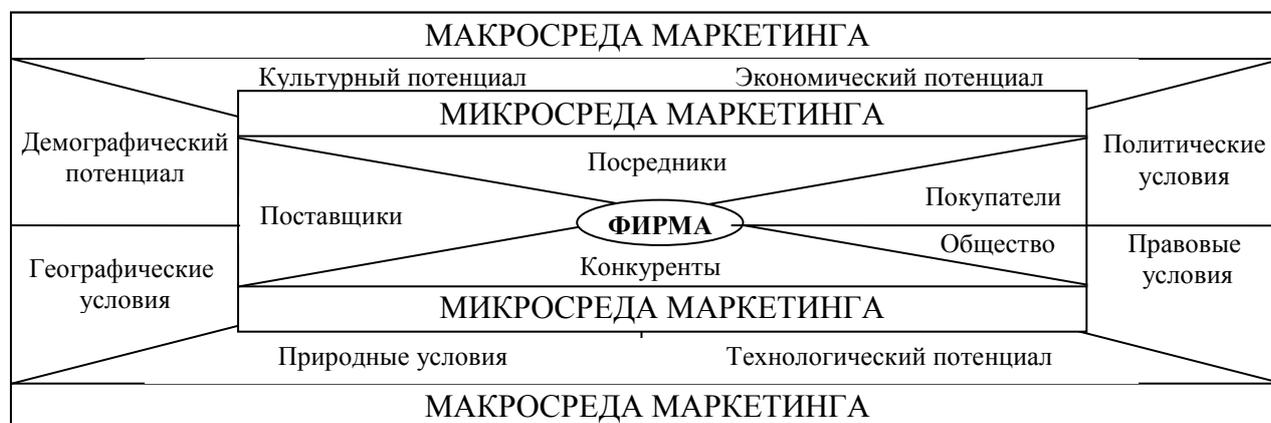 МАКРОСРЕДА МАРКЕТИНГА
Культурный потенциал
Экономический потенциал
МИКРОСРЕДА МАРКЕТИНГА
Демографический
потенциал
Посредники
Политические
условия
Поставщики
ФИРМА
Покупатели
Общество
Правовые
условия
Географические
условия
Конкуренты
МИКРОСРЕДА МАРКЕТИНГА
Природные условия
Технологический потенциал
МАКРОСРЕДА МАРКЕТИНГА